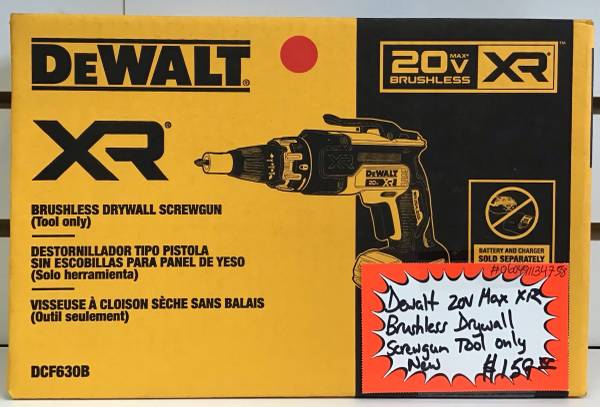 DEWALT
20V MAX* BRUSHLESS XR™
XR®
BRUSHLESS DRYWALL SCREWGUN
(Tool only)
DESTORNILLADOR TIPO PISTOLA
SIN ESCOBILLAS PARA PANEL DE YESO
(Solo herramienta)
VISSEUSE À CLOISON SÈCHE SANS BALAIS
(Outil seulement)
DCF630B
XR
DEWALT
20V XR
BATTERY AND CHARGER
SOLD SEPARATELY
Dewalt 20V Max XR
Brushless Drywall
Screwgun Tool only
New
$159